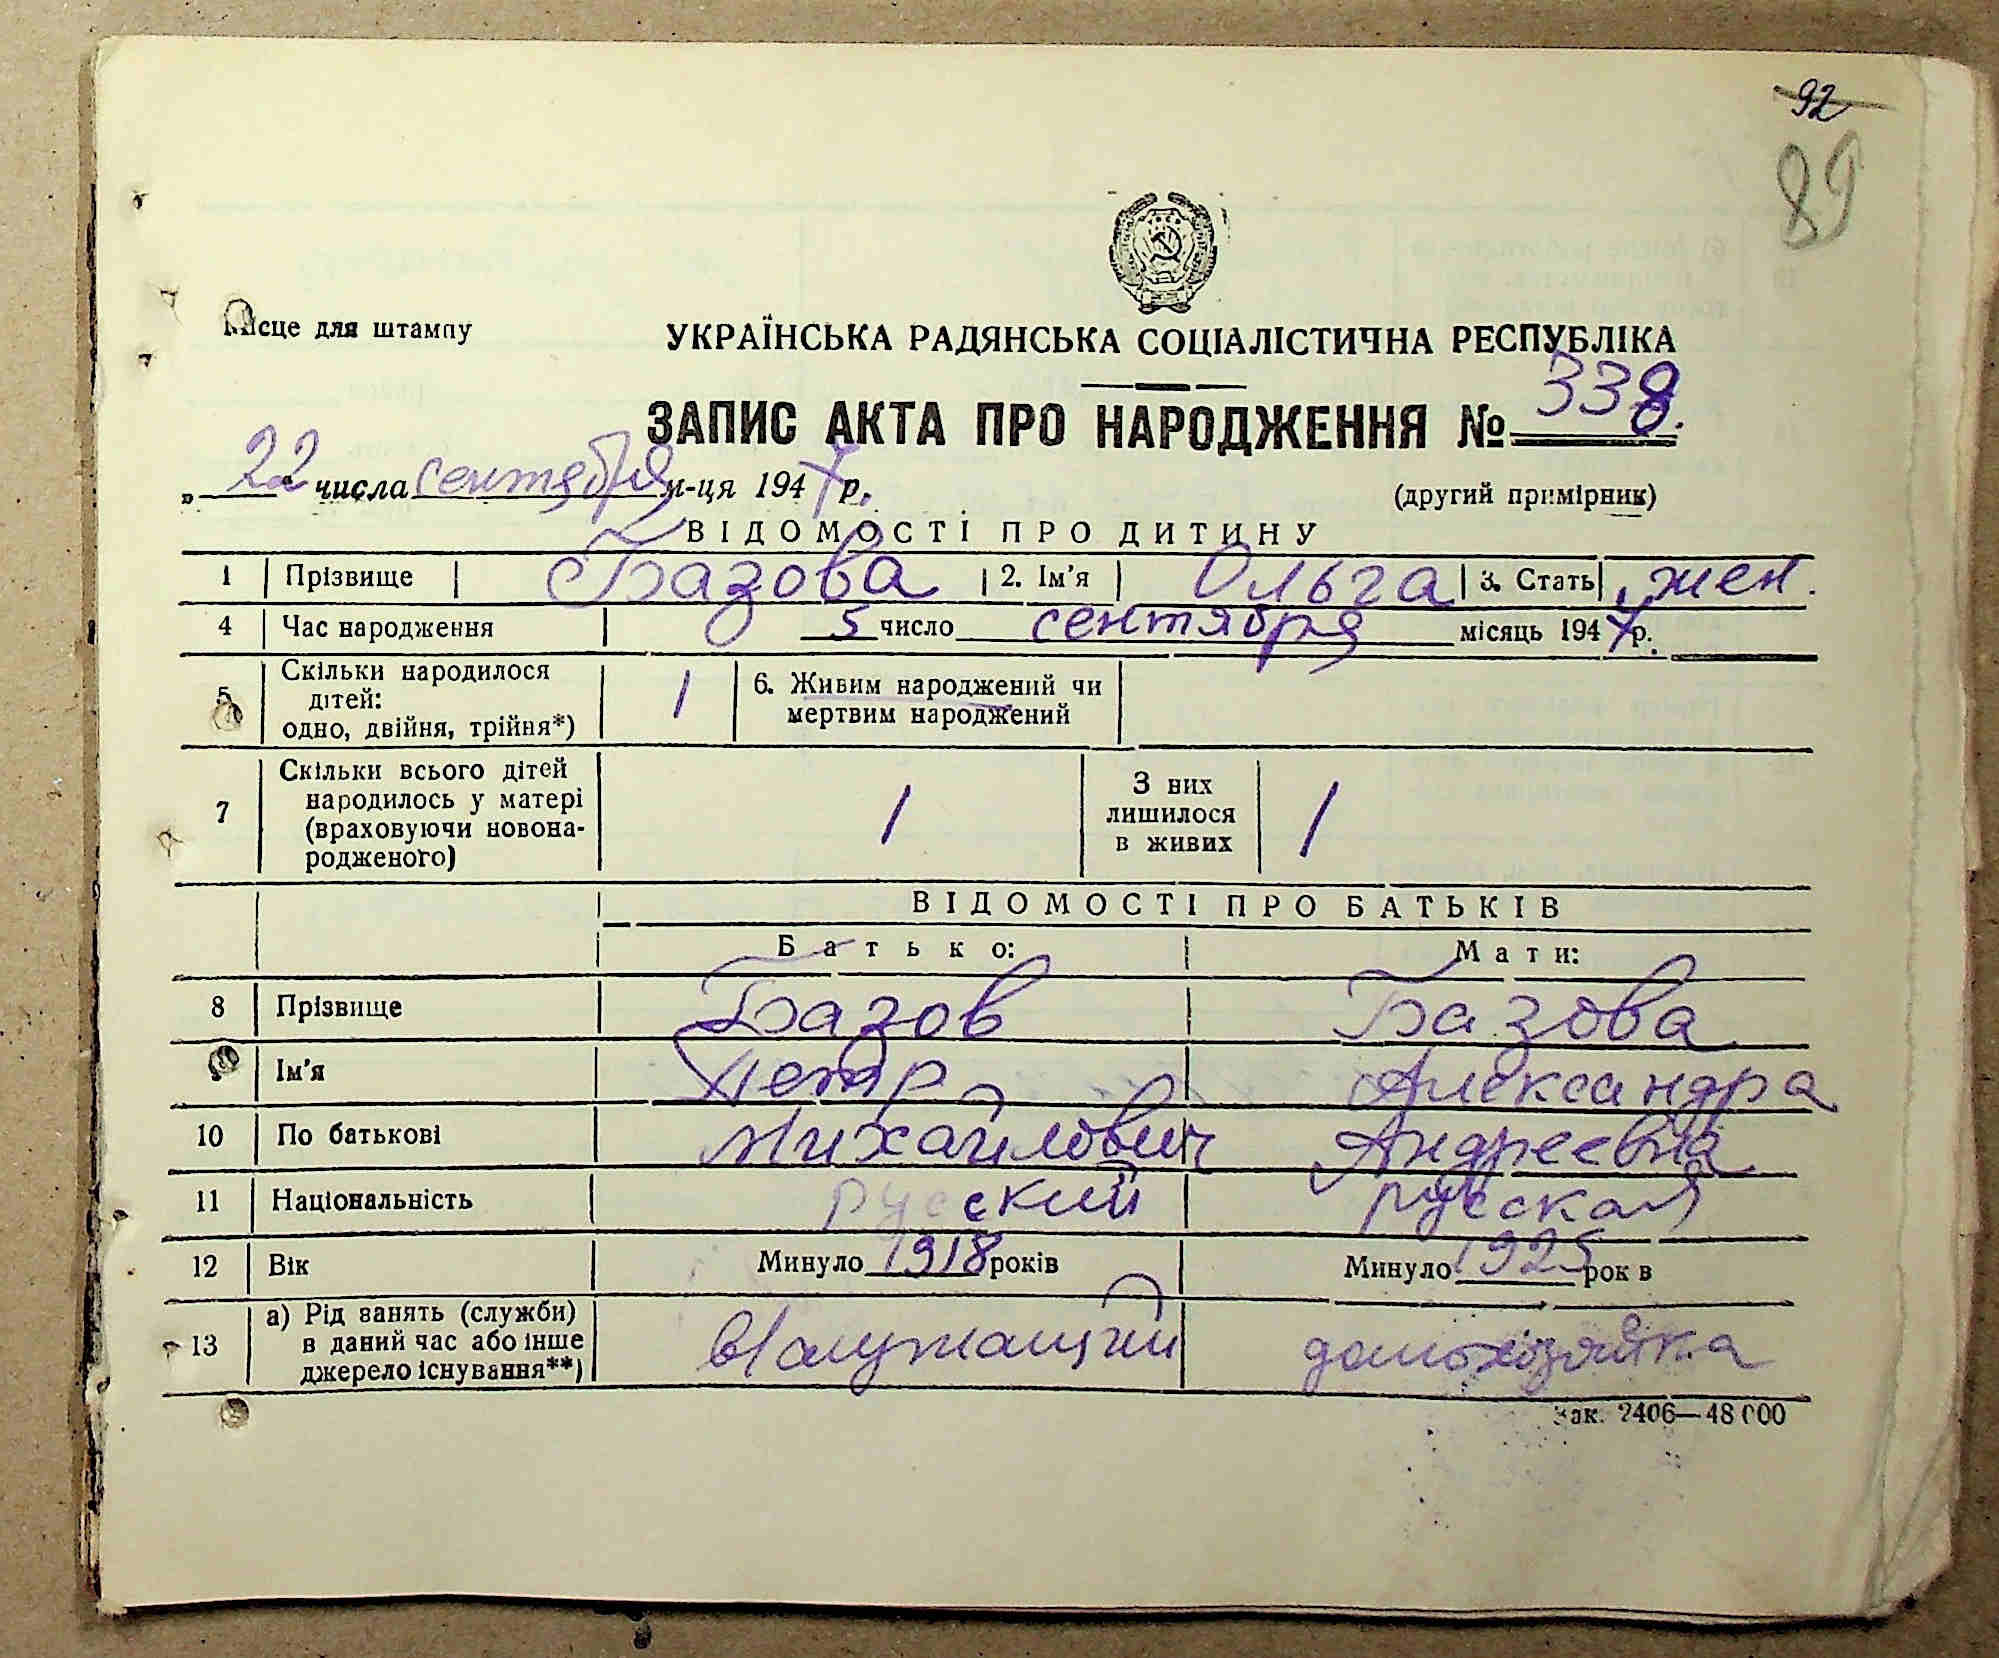 92
89
Місце для штампу
УКРАЇНСЬКА РАДЯНСЬКА СОЦІАЛІСТИЧНА РЕСПУБЛІКА
ЗАПИС АКТА ПРО НАРОДЖЕННЯ № 338.
„22" числа сентября м-ця 1947 р.
(другий примірник)
ВІДОМОСТІ ПРО ДИТИНУ
1 Прізвище Базова 2. Ім'я Ольга 3. Стать жен.
4 Час народження 5 число сентября місяць 1947 р.
5 Скільки народилося дітей: одно, двійня, трійня*) 1 6. Живим народжений чи мертвим народжений
7 Скільки всього дітей народилось у матері (враховуючи новонародженого) 1 З них лишилося в живих 1
ВІДОМОСТІ ПРО БАТЬКІВ
Батько: Мати:
8 Прізвище Базов Базова
Ім'я Петр Александра
10 По батькові Михайлович Андреевна
11 Національність русский русская
12 Вік Минуло 1918 років Минуло 1925 рок в
13 а) Рід занять (служби) в даний час або інше джерело існування**) в/служащий домохозяйка
Зак. 2406—48 000